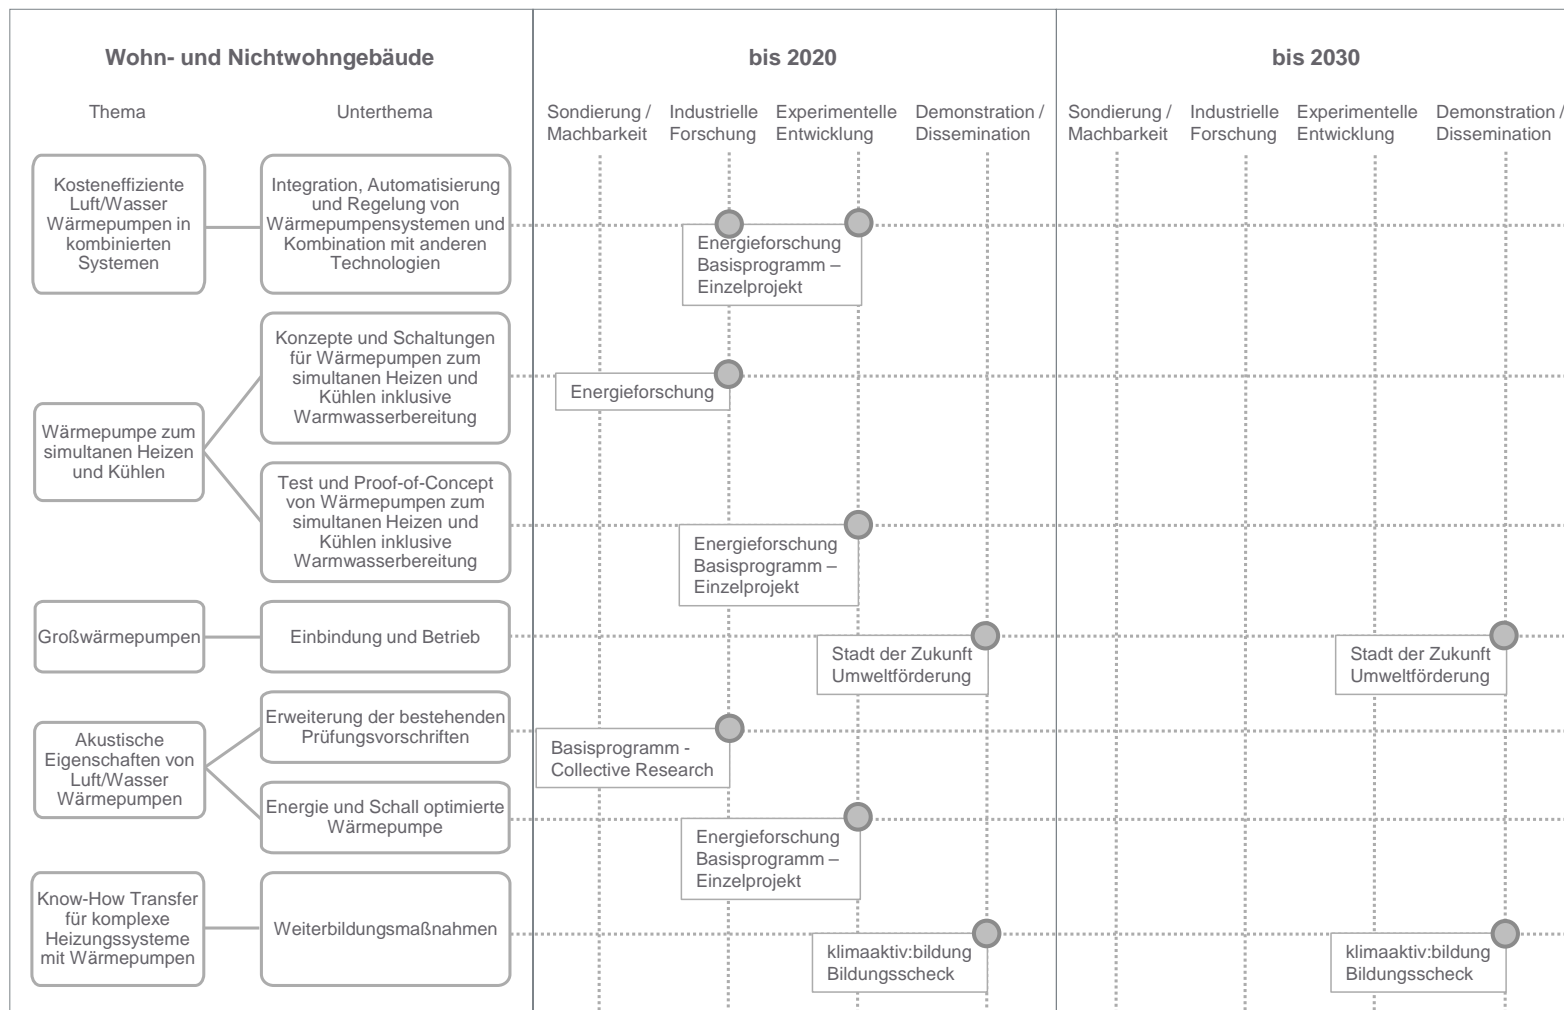 Wohn- und Nichtwohngebäude
bis 2020
bis 2030
Thema
Unterthema
Sondierung /
Machbarkeit
Industrielle
Forschung
Experimentelle
Entwicklung
Demonstration /
Dissemination
Sondierung /
Machbarkeit
Industrielle
Forschung
Experimentelle
Entwicklung
Demonstration /
Dissemination
Kosteneffiziente
Luft/Wasser
Wärmepumpen in
kombinierten
Systemen
Integration, Automatisierung
und Regelung von
Wärmepumpensystemen und
Kombination mit anderen
Technologien
Energieforschung
Basisprogramm –
Einzelprojekt
Wärmepumpe zum
simultanen Heizen
und Kühlen
Konzepte und Schaltungen
für Wärmepumpen zum
simultanen Heizen und
Kühlen inklusive
Warmwasserbereitung
Energieforschung
Test und Proof-of-Concept
von Wärmepumpen zum
simultanen Heizen und
Kühlen inklusive
Warmwasserbereitung
Energieforschung
Basisprogramm –
Einzelprojekt
Großwärmepumpen
Einbindung und Betrieb
Stadt der Zukunft
Umweltförderung
Stadt der Zukunft
Umweltförderung
Akustische
Eigenschaften von
Luft/Wasser
Wärmepumpen
Erweiterung der bestehenden
Prüfungsvorschriften
Basisprogramm -
Collective Research
Energie und Schall optimierte
Wärmepumpe
Energieforschung
Basisprogramm –
Einzelprojekt
Know-How Transfer
für komplexe
Heizungssysteme
mit Wärmepumpen
Weiterbildungsmaßnahmen
klimaaktiv:bildung
Bildungsscheck
klimaaktiv:bildung
Bildungsscheck